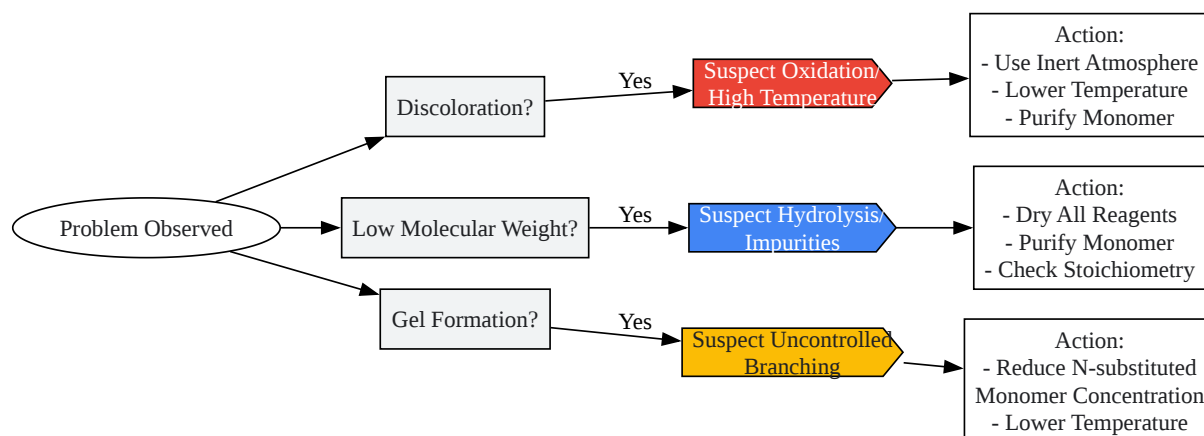 Problem Observed
Discoloration?
Yes
Suspect Oxidation/
High Temperature
Action:
- Use Inert Atmosphere
- Lower Temperature
- Purify Monomer
Low Molecular Weight?
Yes
Suspect Hydrolysis/
Impurities
Action:
- Dry All Reagents
- Purify Monomer
- Check Stoichiometry
Gel Formation?
Yes
Suspect Uncontrolled
Branching
Action:
- Reduce N-substituted
Monomer Concentration
- Lower Temperature